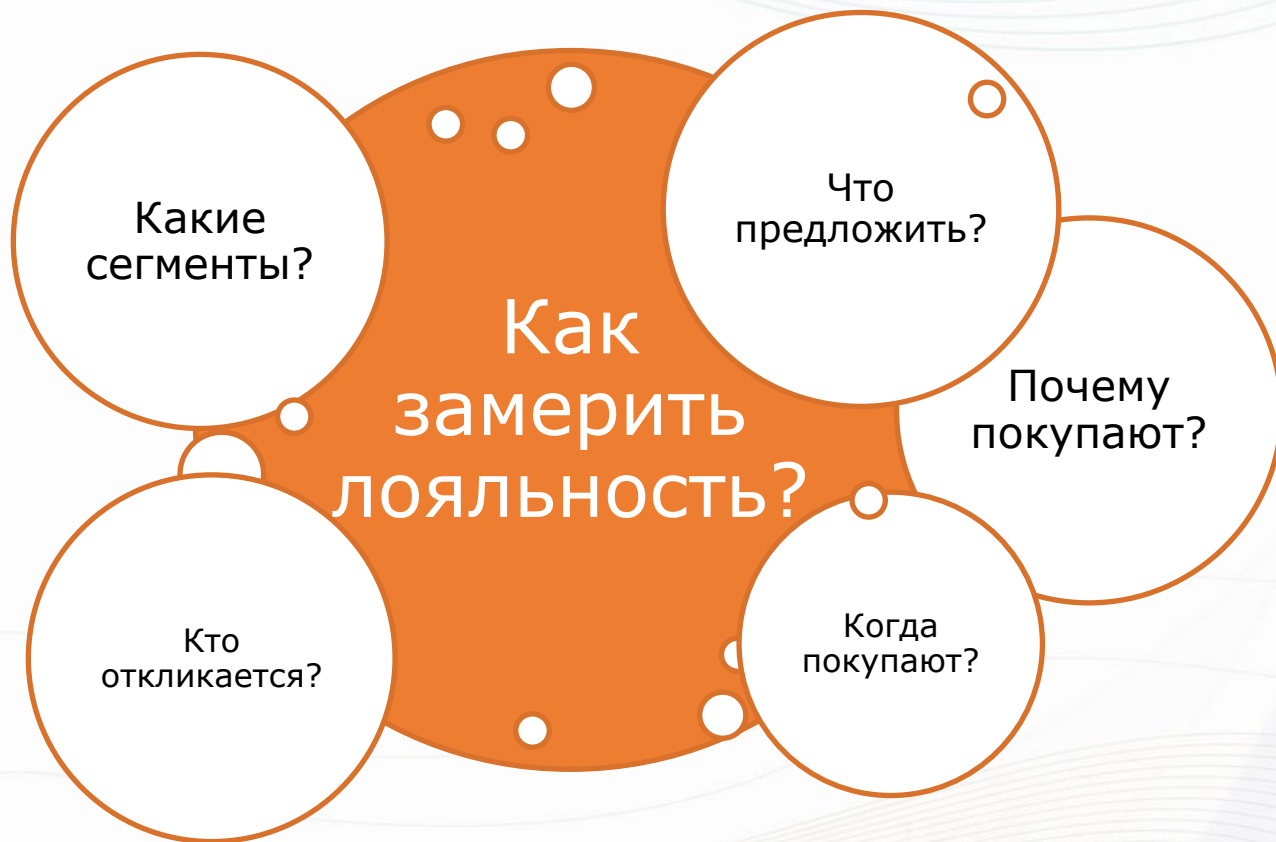 Какие
сегменты?
Что
предложить?
Как
замерить
лояльность?
Почему
покупают?
Кто
откликается?
Когда
покупают?